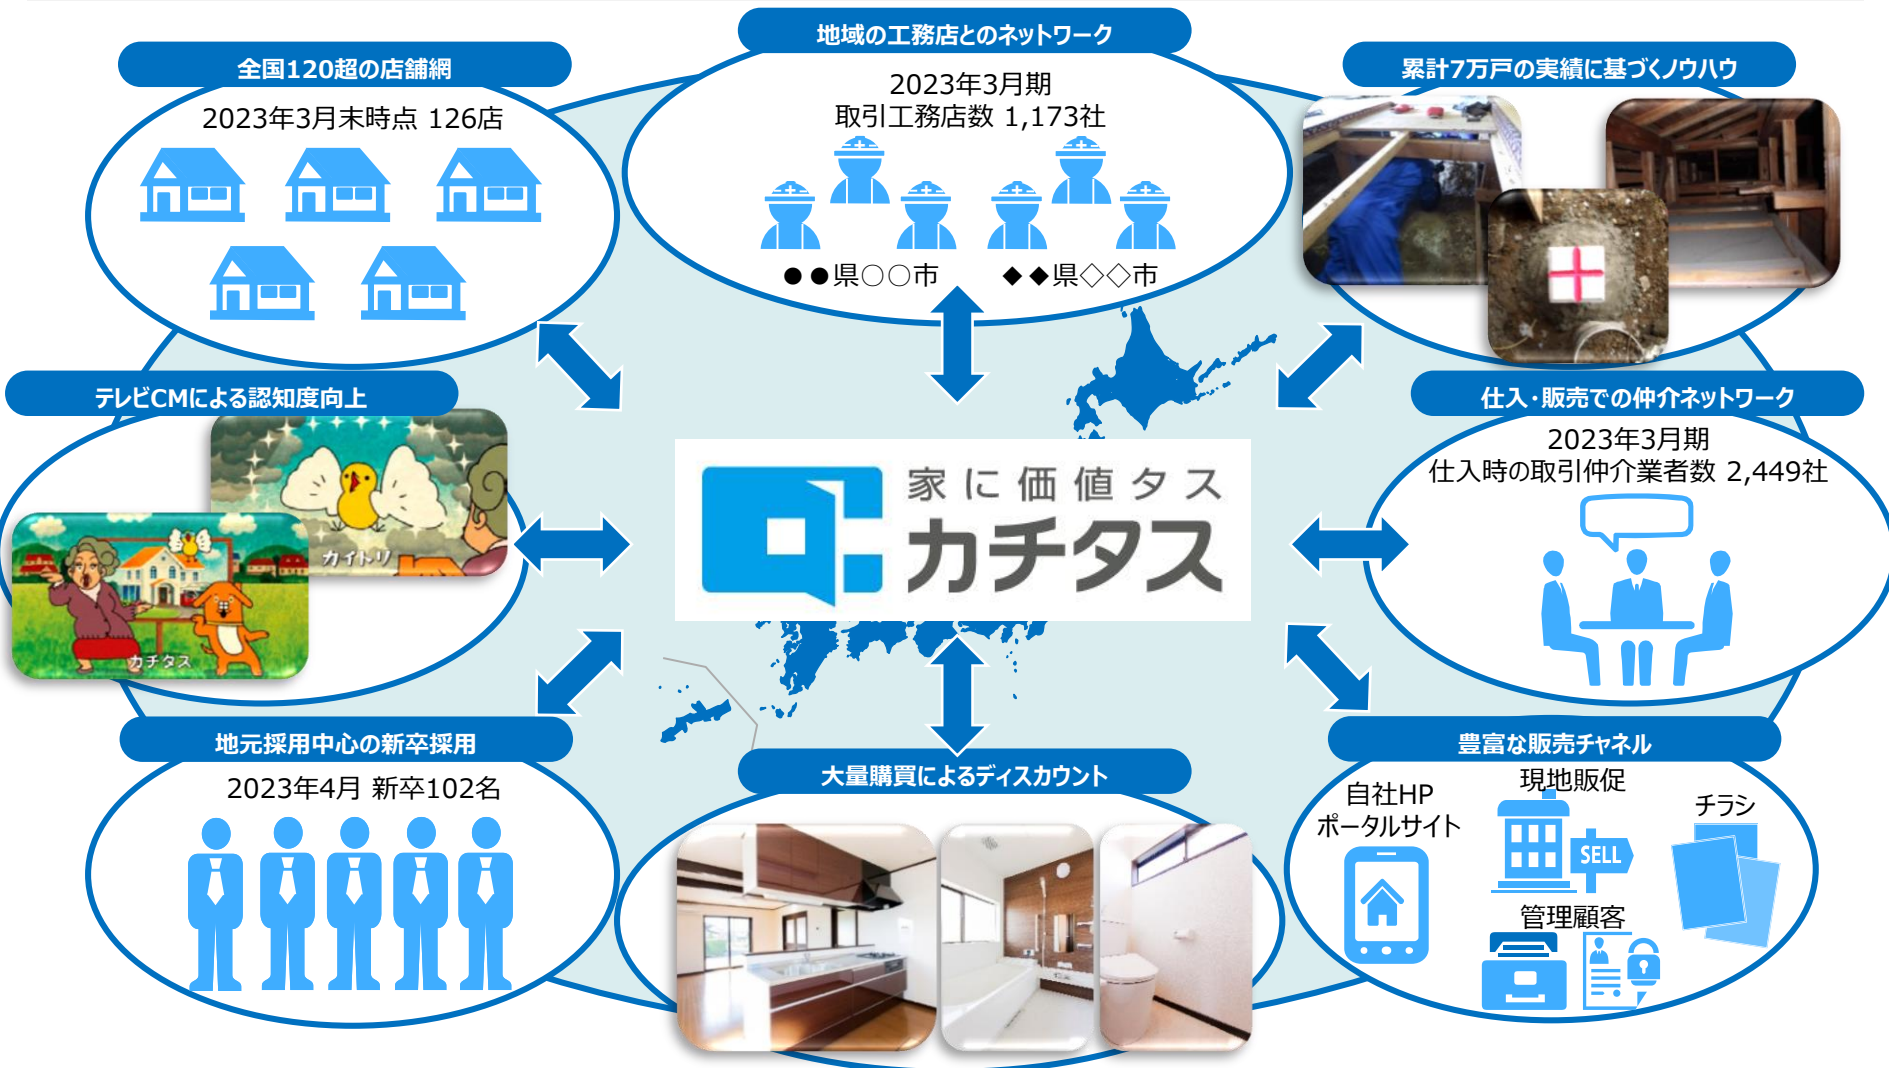 地域の工務店とのネットワーク
2023年3月期
取引工務店数 1,173社
●●県○○市
◆◆県◇◇市
全国120超の店舗網
2023年3月末時点 126店
累計7万戸の実績に基づくノウハウ
テレビCMによる認知度向上
カイトリ
カチタス
家に価値タス
カチタス
仕入・販売での仲介ネットワーク
2023年3月期
仕入時の取引仲介業者数 2,449社
地元採用中心の新卒採用
2023年4月 新卒102名
大量購買によるディスカウント
豊富な販売チャネル
自社HP
ポータルサイト
現地販促
SELL
チラシ
管理顧客